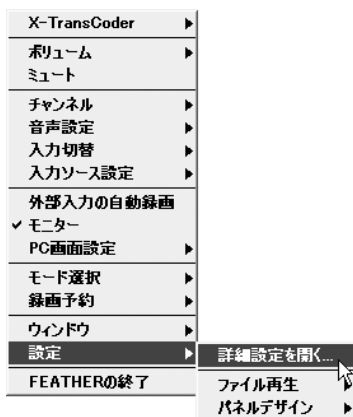 X-TransCoder
ボリューム
ミュート
チャンネル
音声設定
入力切替
入力ソース設定
外部入力の自動録画
モニター
PC画面設定
モード選択
録画予約
ウィンドウ
設定
詳細設定を開く...
FEATHERの終了
ファイル再生
パネルデザイン